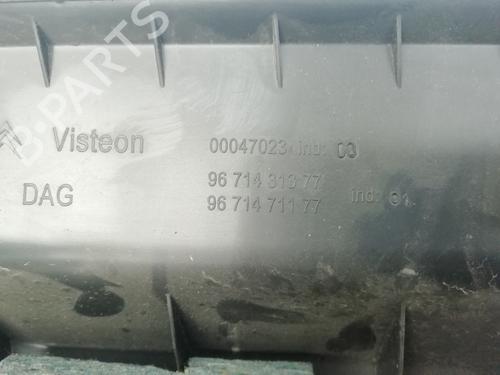 B-PARTS
Visteon 00047023 ind: 03
96 714 313 77
DAG ind: 01
96 714 711 77